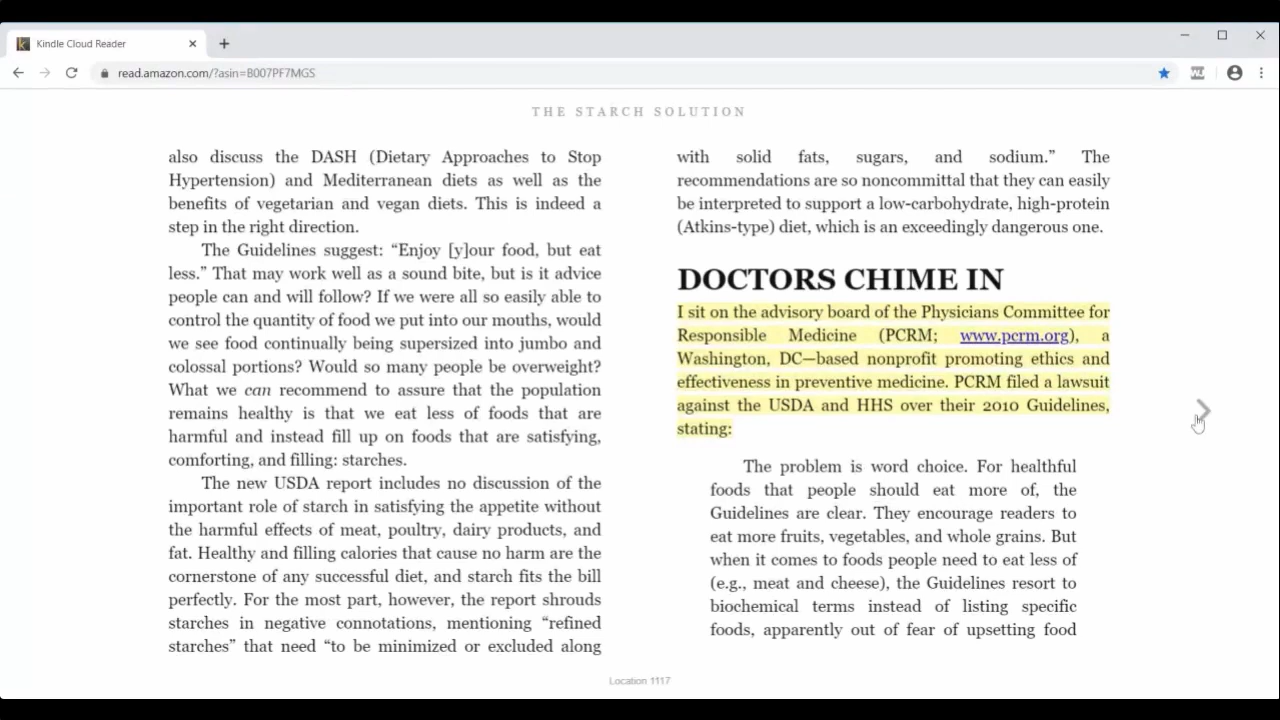 Kindle Cloud Reader
read.amazon.com/?asin=B007PF7MGS
THE STARCH SOLUTION
also discuss the DASH (Dietary Approaches to Stop
Hypertension) and Mediterranean diets as well as the
benefits of vegetarian and vegan diets. This is indeed a
step in the right direction.
The Guidelines suggest: “Enjoy [y]our food, but eat
less.” That may work well as a sound bite, but is it advice
people can and will follow? If we were all so easily able to
control the quantity of food we put into our mouths, would
we see food continually being supersized into jumbo and
colossal portions? Would so many people be overweight?
What we can recommend to assure that the population
remains healthy is that we eat less of foods that are
harmful and instead fill up on foods that are satisfying,
comforting, and filling: starches.
The new USDA report includes no discussion of the
important role of starch in satisfying the appetite without
the harmful effects of meat, poultry, dairy products, and
fat. Healthy and filling calories that cause no harm are the
cornerstone of any successful diet, and starch fits the bill
perfectly. For the most part, however, the report shrouds
starches in negative connotations, mentioning “refined
starches” that need “to be minimized or excluded along
with solid fats, sugars, and sodium.” The
recommendations are so noncommittal that they can easily
be interpreted to support a low-carbohydrate, high-protein
(Atkins-type) diet, which is an exceedingly dangerous one.
DOCTORS CHIME IN
I sit on the advisory board of the Physicians Committee for
Responsible Medicine (PCRM; www.pcrm.org), a
Washington, DC—based nonprofit promoting ethics and
effectiveness in preventive medicine. PCRM filed a lawsuit
against the USDA and HHS over their 2010 Guidelines,
stating:
The problem is word choice. For healthful
foods that people should eat more of, the
Guidelines are clear. They encourage readers to
eat more fruits, vegetables, and whole grains. But
when it comes to foods people need to eat less of
(e.g., meat and cheese), the Guidelines resort to
biochemical terms instead of listing specific
foods, apparently out of fear of upsetting food
Location 1117